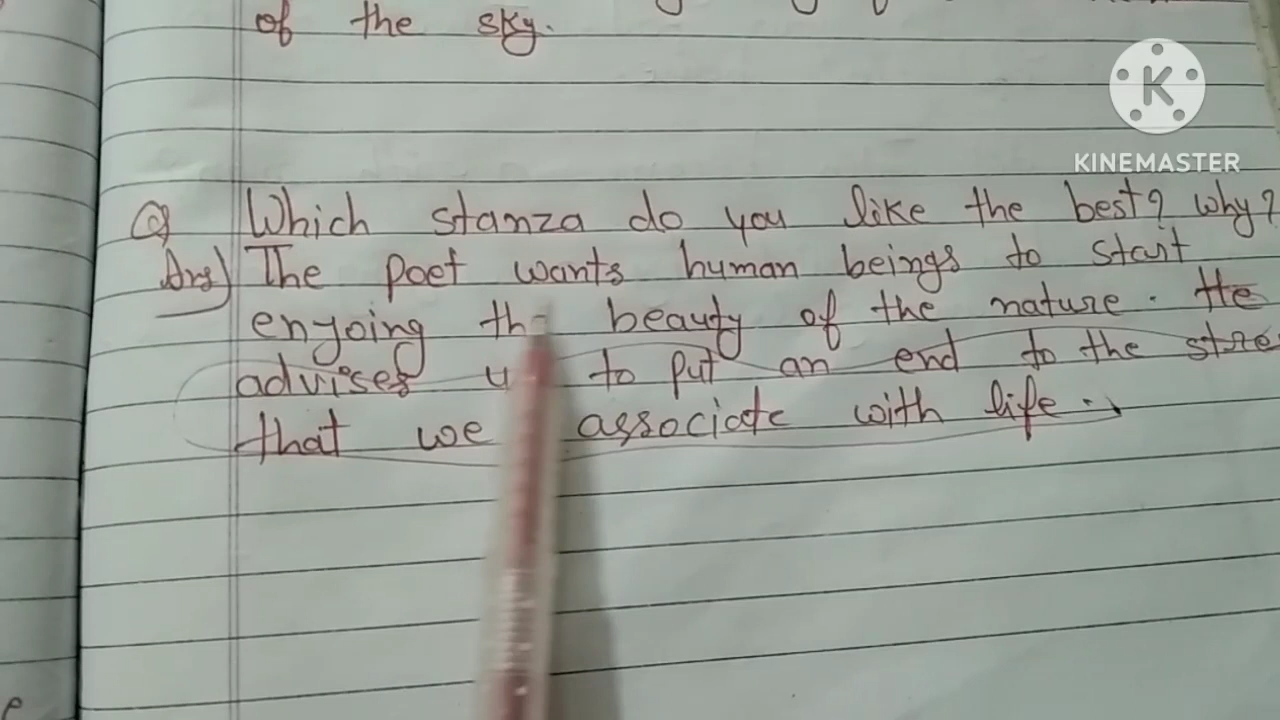 of the sky.
K
KINEMASTER
Q Which stanza do you like the best? why?
Ans) The poet wants human beings to start
enjoying the beauty of the nature. He
advises to put an end to the
that we associate with life.